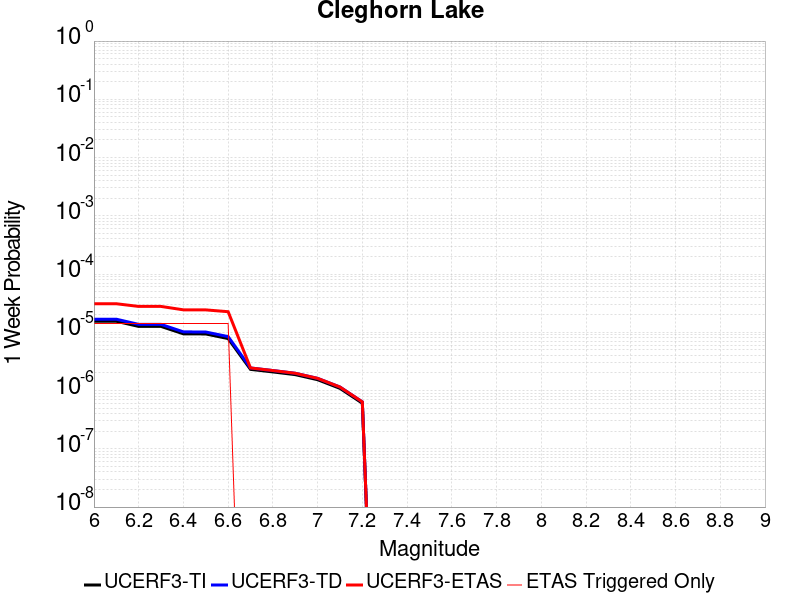 Cleghorn Lake
10^0
10^-1
10^-2
10^-3
10^-4
10^-5
10^-6
10^-7
10^-8
1 Week Probability
6 6.2 6.4 6.6 6.8 7 7.2 7.4 7.6 7.8 8 8.2 8.4 8.6 8.8 9
Magnitude
UCERF3-TI UCERF3-TD UCERF3-ETAS ETAS Triggered Only